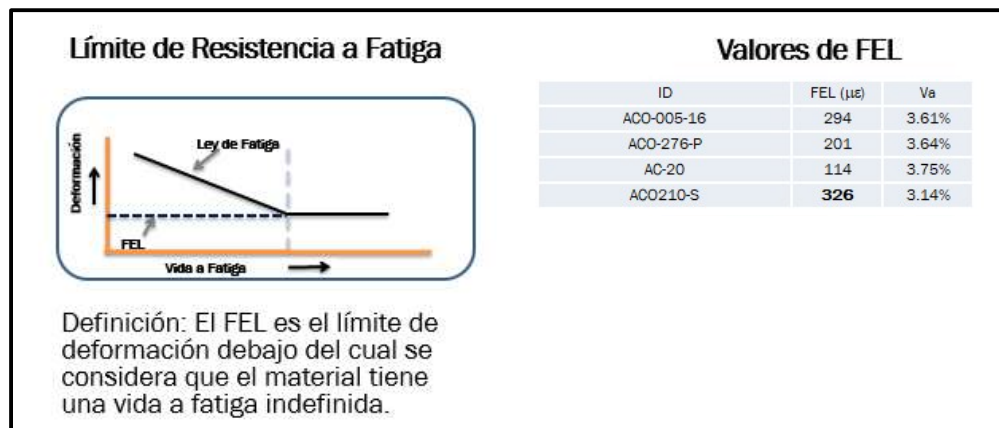 Límite de Resistencia a Fatiga
Deformación
Ley de Fatiga
FEL
Vida a Fatiga
Definición: El FEL es el límite de
deformación debajo del cual se
considera que el material tiene
una vida a fatiga indefinida.
Valores de FEL
ID FEL (με) Va
ACO-005-16 294 3.61%
ACO-276-P 201 3.64%
AC-20 114 3.75%
ACO210-S 326 3.14%